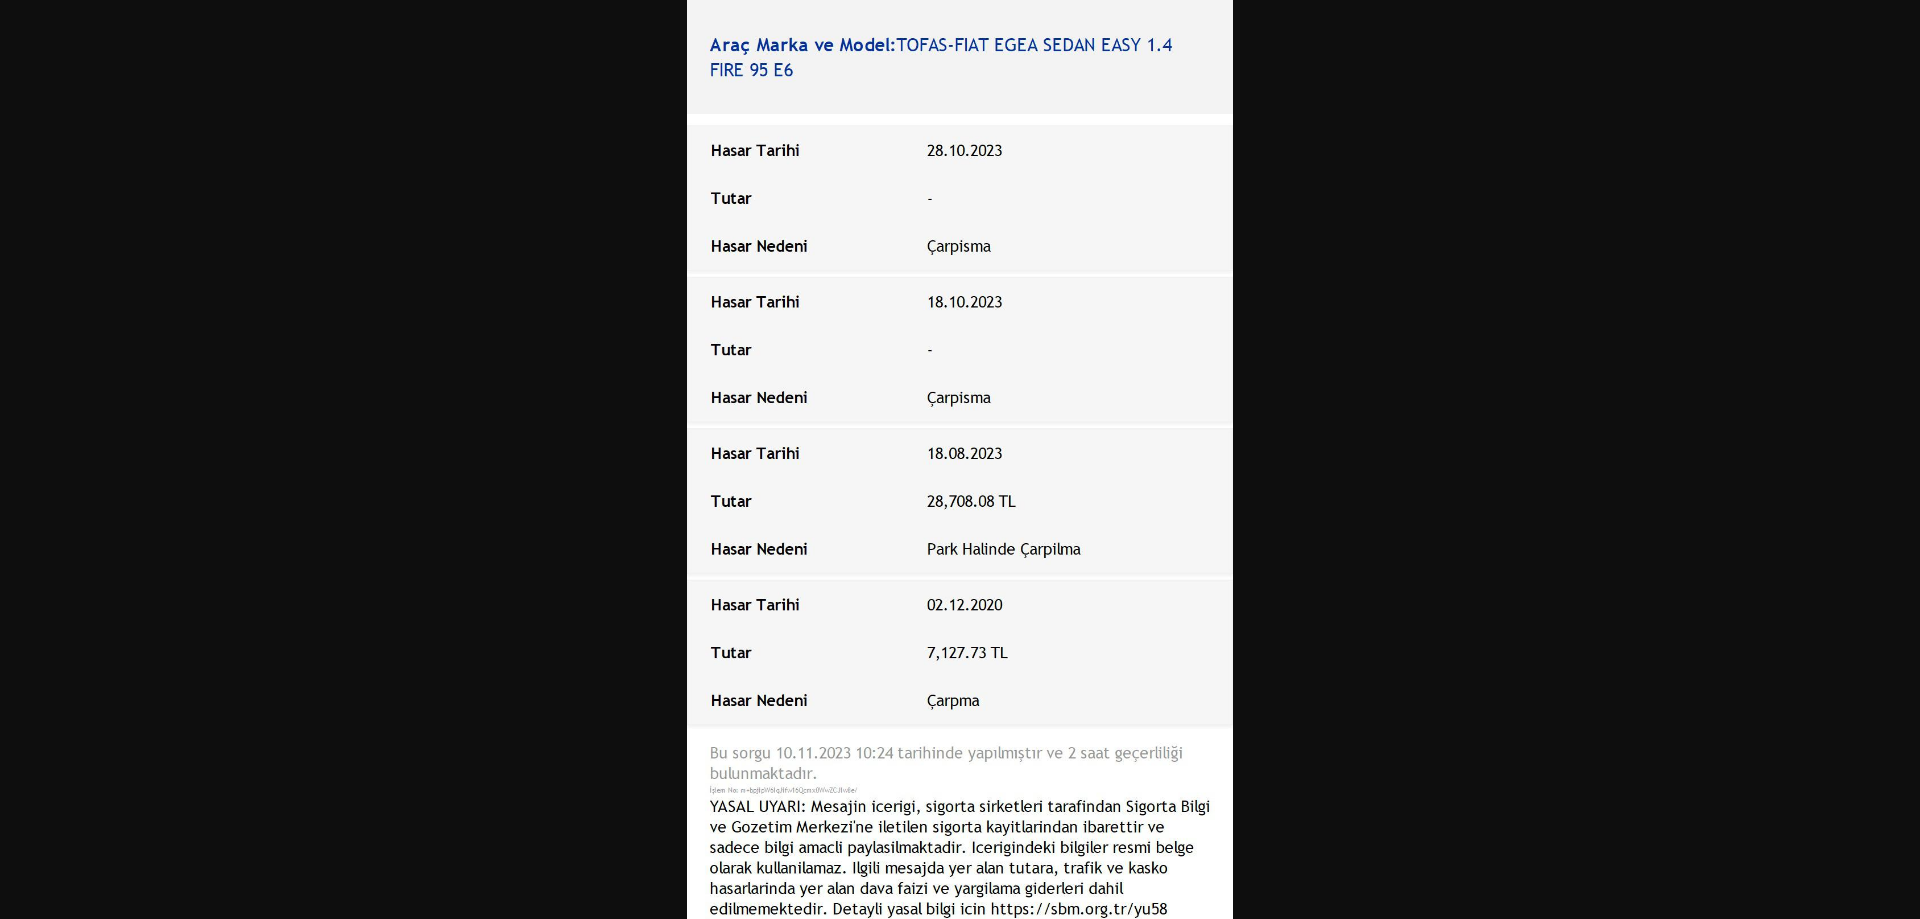 Araç Marka ve Model:TOFAS-FIAT EGEA SEDAN EASY 1.4
FIRE 95 E6
Hasar Tarihi 28.10.2023
Tutar -
Hasar Nedeni Çarpisma
Hasar Tarihi 18.10.2023
Tutar -
Hasar Nedeni Çarpisma
Hasar Tarihi 18.08.2023
Tutar 28,708.08 TL
Hasar Nedeni Park Halinde Çarpilma
Hasar Tarihi 02.12.2020
Tutar 7,127.73 TL
Hasar Nedeni Çarpma
Bu sorgu 10.11.2023 10:24 tarihinde yapılmıştır ve 2 saat geçerliliği
bulunmaktadır.
İşlem No:
YASAL UYARI: Mesajin icerigi, sigorta sirketleri tarafindan Sigorta Bilgi
ve Gozetim Merkezi'ne iletilen sigorta kayitlarindan ibarettir ve
sadece bilgi amacli paylasilmaktadir. Icerigindeki bilgiler resmi belge
olarak kullanilamaz. Ilgili mesajda yer alan tutara, trafik ve kasko
hasarlarinda yer alan dava faizi ve yargilama giderleri dahil
edilmemektedir. Detayli yasal bilgi icin https://sbm.org.tr/yu58